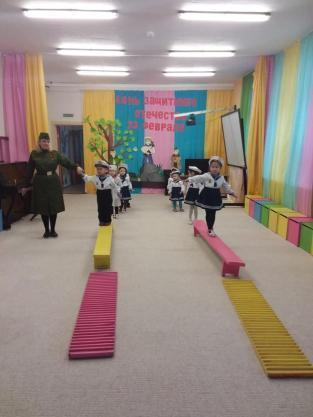 День защитника
отечества
23 февраля